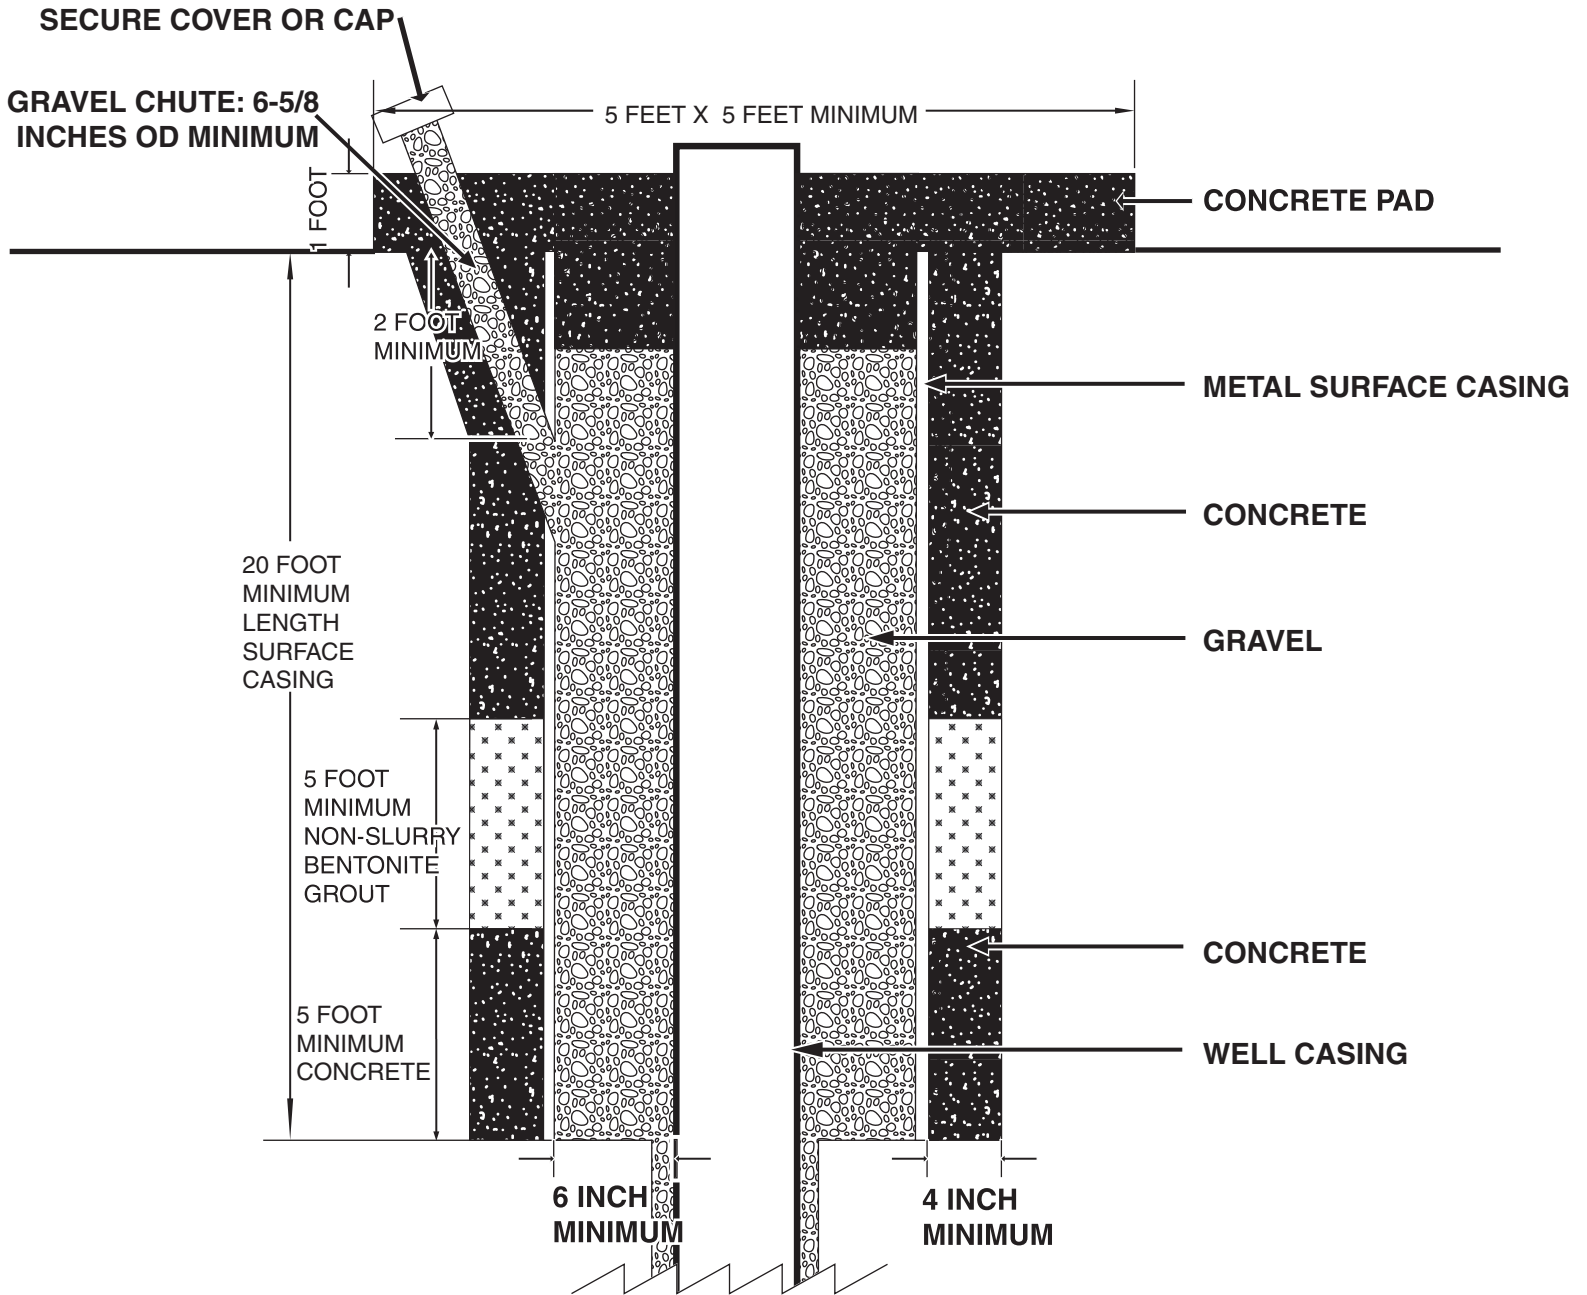 SECURE COVER OR CAP
GRAVEL CHUTE: 6-5/8
INCHES OD MINIMUM
5 FEET X 5 FEET MINIMUM
1 FOOT
CONCRETE PAD
2 FOOT
MINIMUM
METAL SURFACE CASING
CONCRETE
20 FOOT
MINIMUM
LENGTH
SURFACE
CASING
GRAVEL
5 FOOT
MINIMUM
NON-SLURRY
BENTONITE
GROUT
CONCRETE
5 FOOT
MINIMUM
CONCRETE
WELL CASING
6 INCH
MINIMUM
4 INCH
MINIMUM